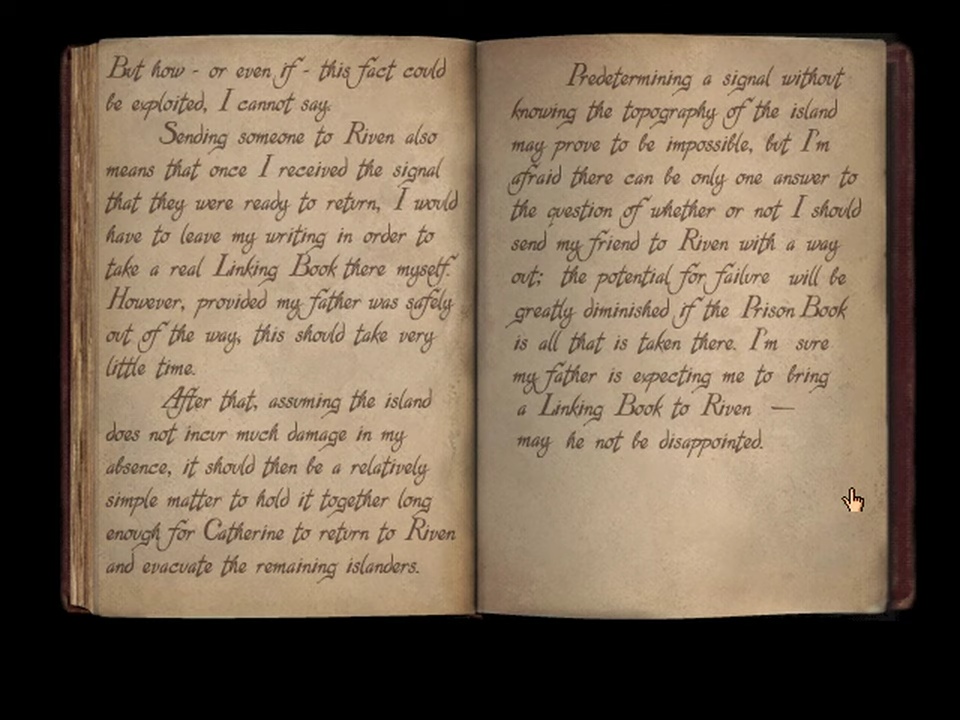 But how - or even if - this fact could
be exploited, I cannot say.
Sending someone to Riven also
means that once I received the signal
that they were ready to return, I would
have to leave my writing in order to
take a real Linking Book there myself.
However, provided my father was safely
out of the way, this should take very
little time.
After that, assuming the island
does not incur much damage in my
absence, it should then be a relatively
simple matter to hold it together long
enough for Catherine to return to Riven
and evacuate the remaining islanders.
Predetermining a signal without
knowing the topography of the island
may prove to be impossible, but I'm
afraid there can be only one answer to
the question of whether or not I should
send my friend to Riven with a way
out; the potential for failure will be
greatly diminished if the Prison Book
is all that is taken there. I'm sure
my father is expecting me to bring
a Linking Book to Riven —
may he not be disappointed.